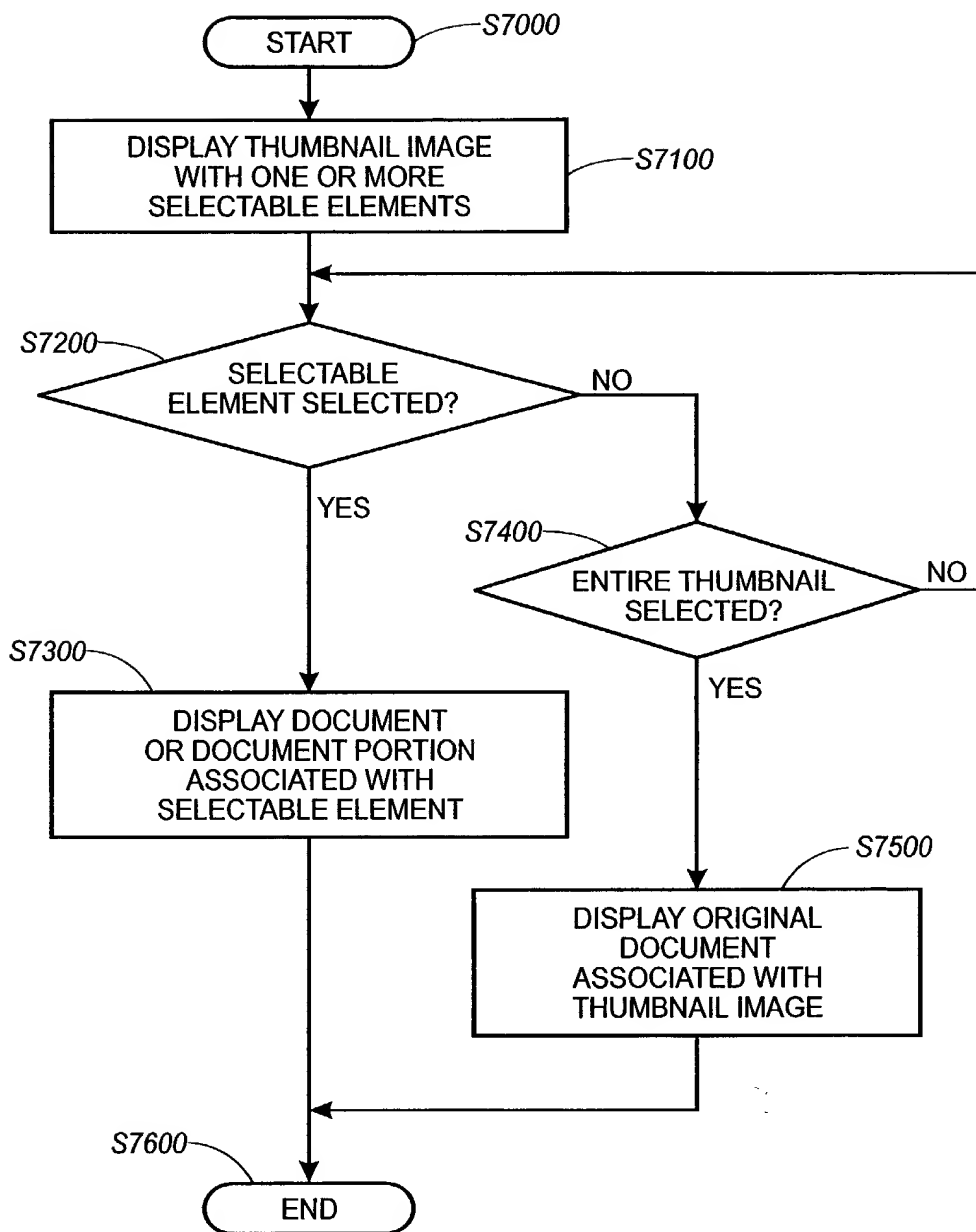 START
S7000
DISPLAY THUMBNAIL IMAGE
WITH ONE OR MORE
SELECTABLE ELEMENTS
S7100
S7200
SELECTABLE
ELEMENT SELECTED?
NO
YES
S7400
ENTIRE THUMBNAIL
SELECTED?
NO
YES
S7300
DISPLAY DOCUMENT
OR DOCUMENT PORTION
ASSOCIATED WITH
SELECTABLE ELEMENT
S7500
DISPLAY ORIGINAL
DOCUMENT
ASSOCIATED WITH
THUMBNAIL IMAGE
S7600
END